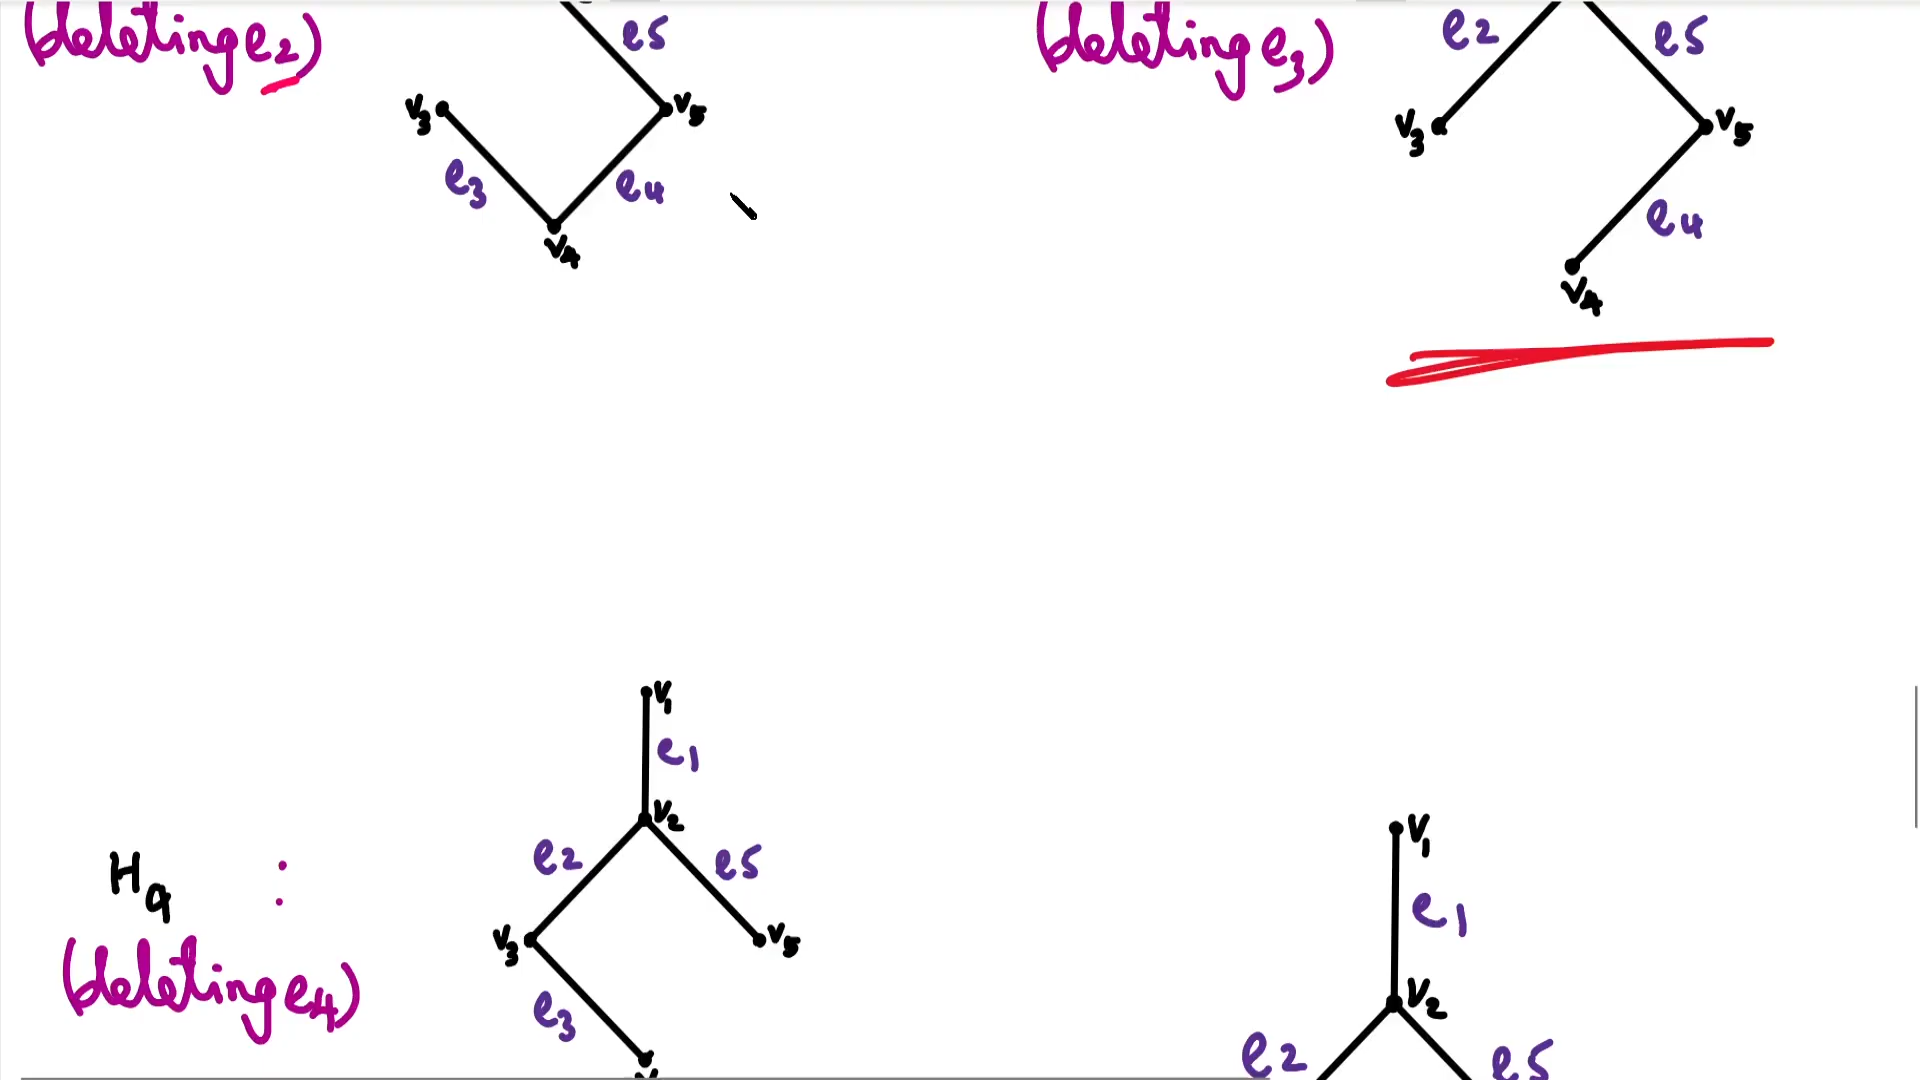 (deleting e2)
e5
v3
v5
e3
e4
v4
(deleting e3)
e2
e5
v3
v5
e4
v4
H4 :
(deleting e4)
v1
e1
v2
e2
e5
v3
v5
e3
v1
e1
v2
e2
e5